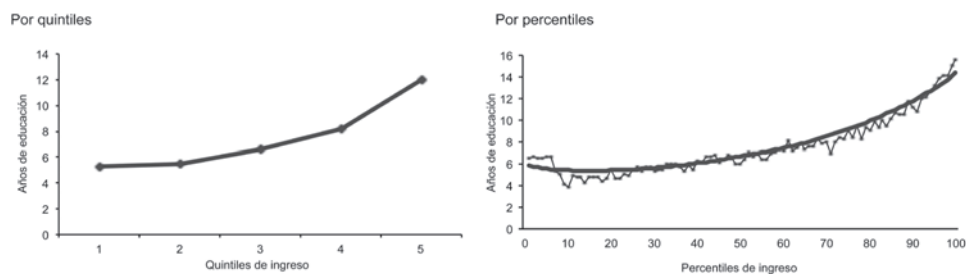 Por quintiles
14
12
10
8
6
4
2
0
Años de educación
1 2 3 4 5
Quintiles de ingreso
Por percentiles
16
14
12
10
8
6
4
2
0
Años de educación
0 10 20 30 40 50 60 70 80 90 100
Percentiles de ingreso